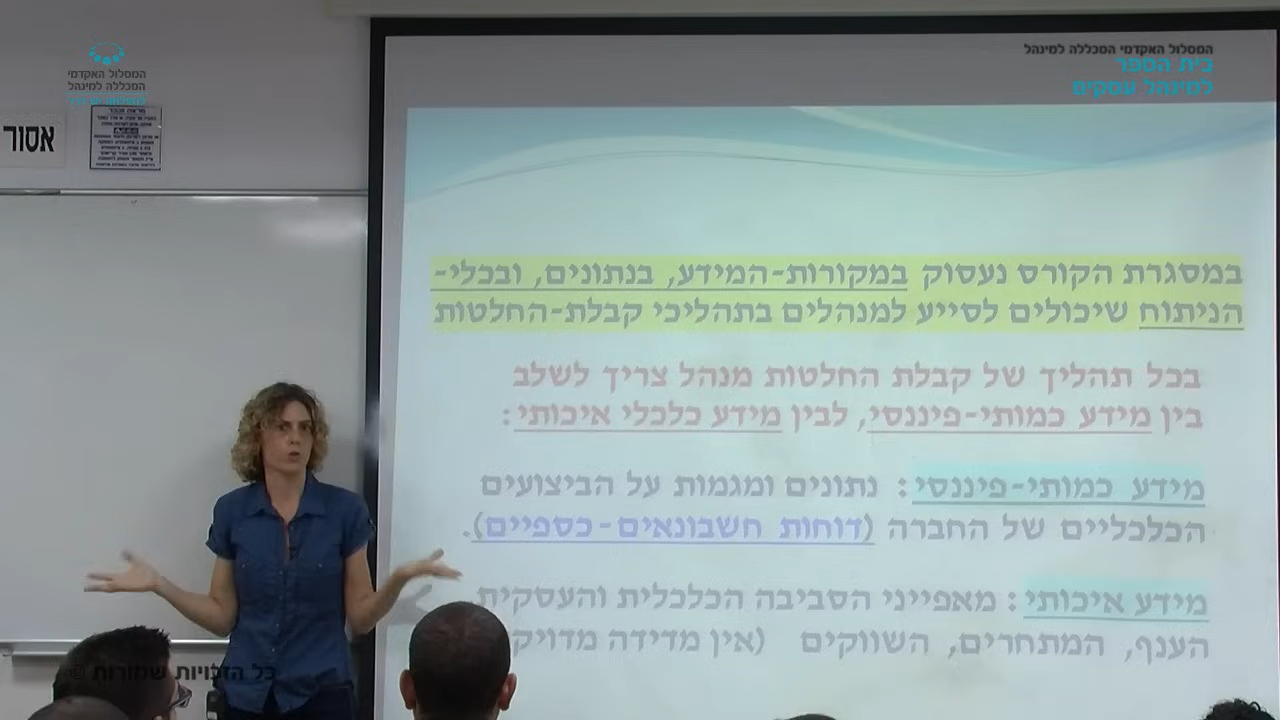 המסלול האקדמי המכללה למינהל
בית הספר
למינהל עסקים
המסלול האקדמי
המכללה למינהל
אסור
במסגרת הקורס נעסוק במקורות-המידע, בנתונים, ובכלי-
הניתוח שיכולים לסייע למנהלים בתהליכי קבלת-החלטות
בכל תהליך של קבלת החלטות מנהל צריך לשלב
בין מידע כמותי-פיננסי, לבין מידע כלכלי איכותי:
מידע כמותי-פיננסי: נתונים ומגמות על הביצועים
הכלכליים של החברה (דוחות חשבונאים-כספיים).
מידע איכותי: מאפייני הסביבה הכלכלית והעסקית
הענף, המתחרים, השווקים (אין מדידה מדויק
כל הזכויות שמורות ©